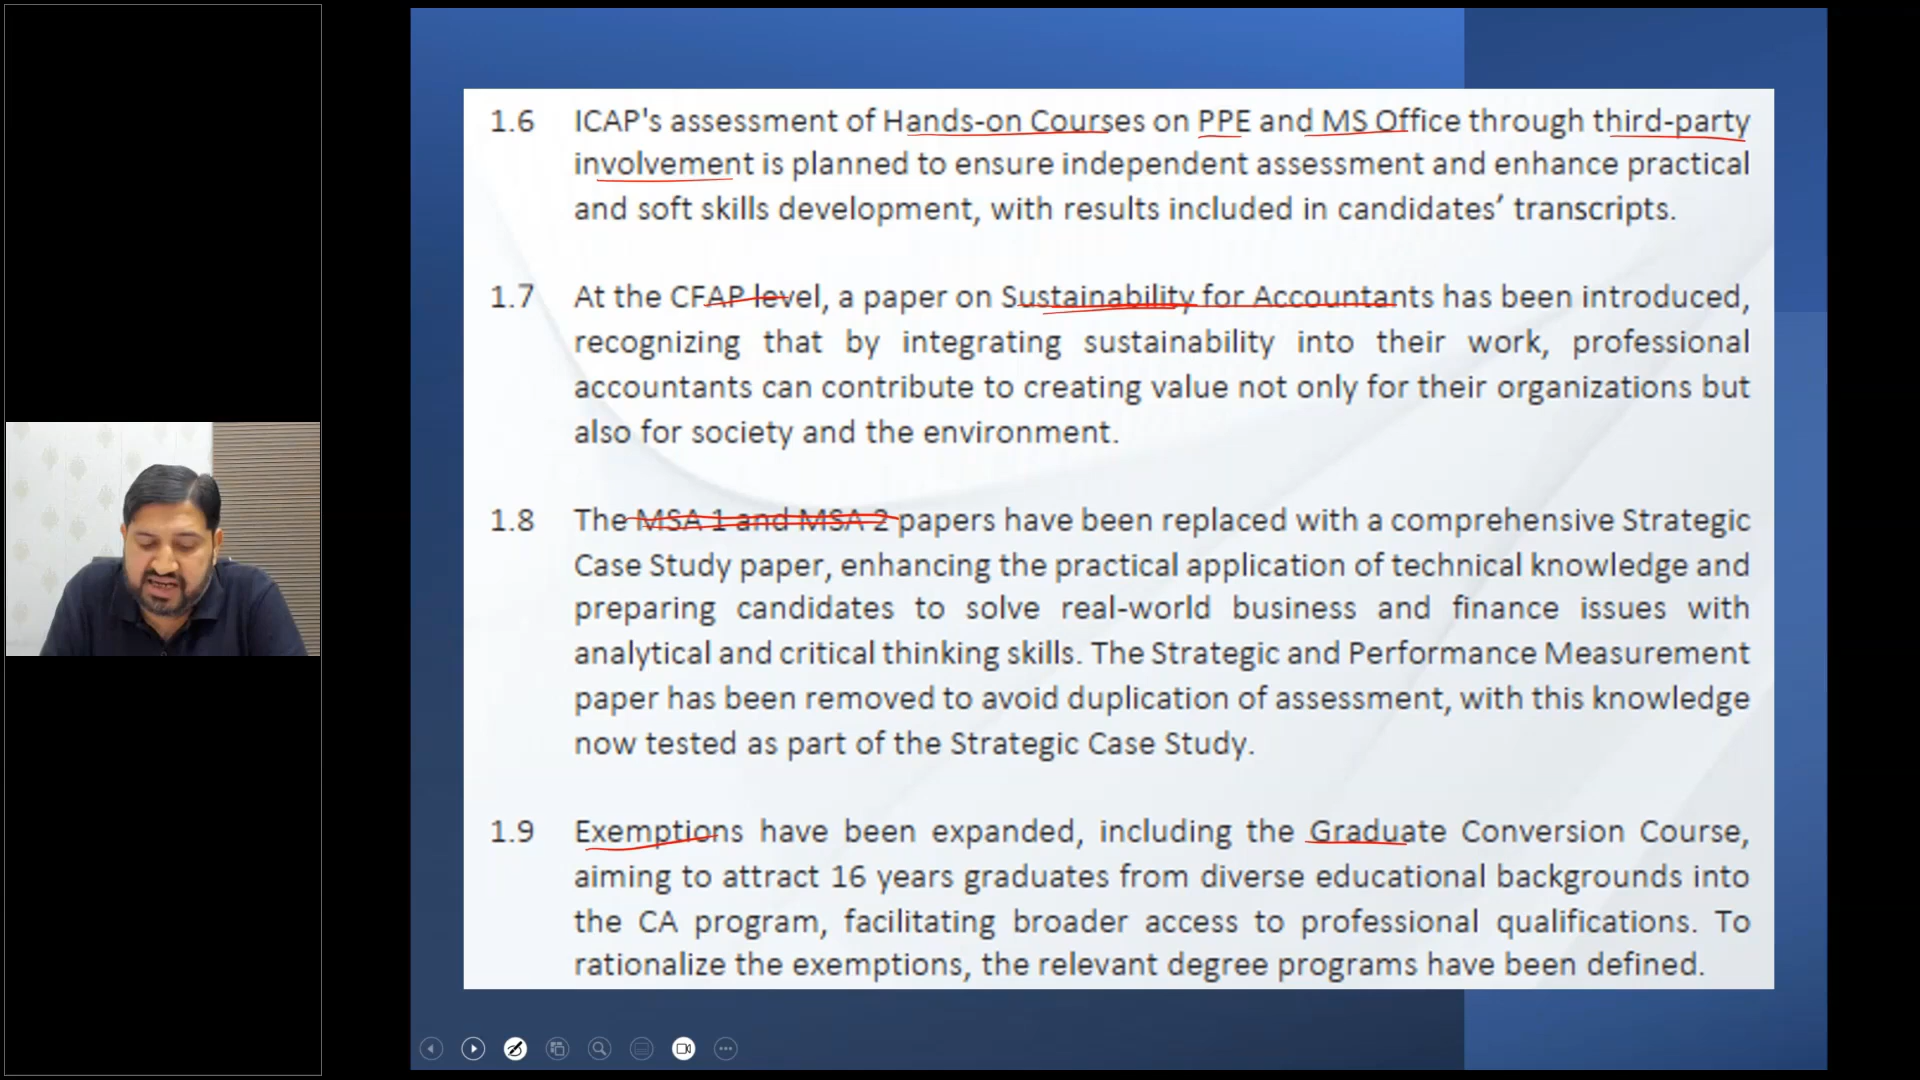 1.6 ICAP's assessment of Hands-on Courses on PPE and MS Office through third-party
involvement is planned to ensure independent assessment and enhance practical
and soft skills development, with results included in candidates’ transcripts.
1.7 At the CFAP level, a paper on Sustainability for Accountants has been introduced,
recognizing that by integrating sustainability into their work, professional
accountants can contribute to creating value not only for their organizations but
also for society and the environment.
1.8 The MSA 1 and MSA 2 papers have been replaced with a comprehensive Strategic
Case Study paper, enhancing the practical application of technical knowledge and
preparing candidates to solve real-world business and finance issues with
analytical and critical thinking skills. The Strategic and Performance Measurement
paper has been removed to avoid duplication of assessment, with this knowledge
now tested as part of the Strategic Case Study.
1.9 Exemptions have been expanded, including the Graduate Conversion Course,
aiming to attract 16 years graduates from diverse educational backgrounds into
the CA program, facilitating broader access to professional qualifications. To
rationalize the exemptions, the relevant degree programs have been defined.